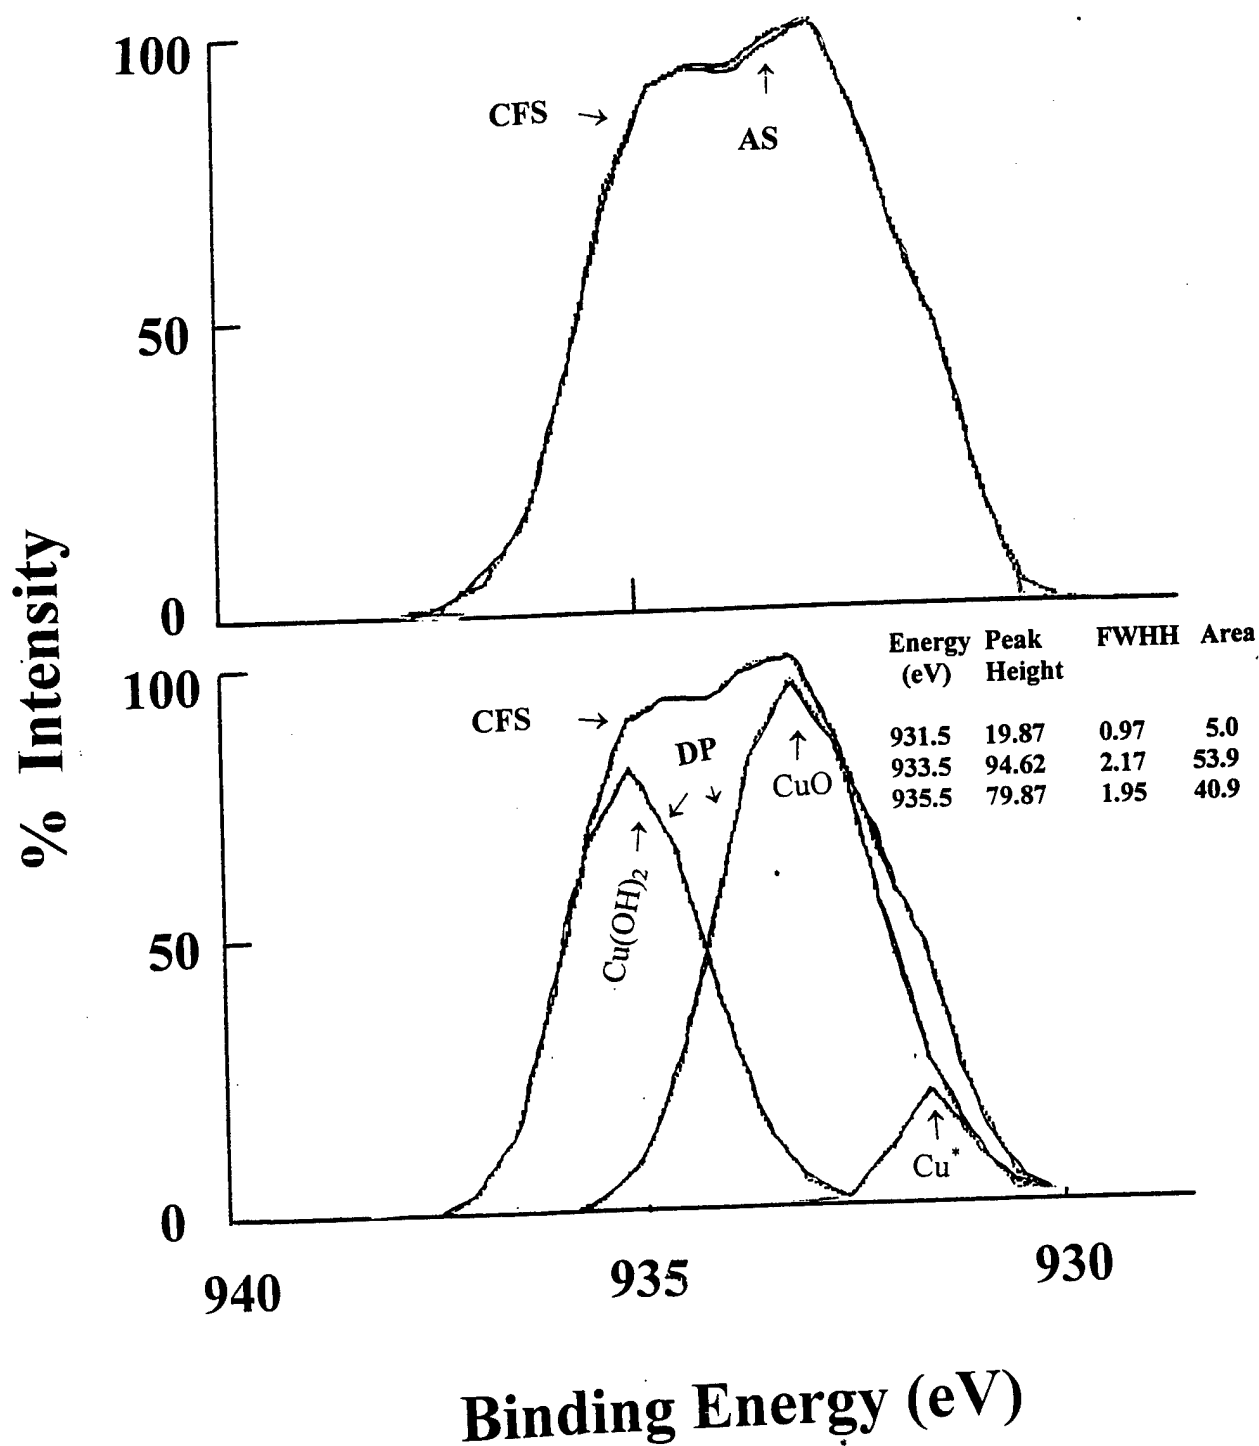 % Intensity
100
CFS →
↑
AS
50
0
Energy Peak FWHH Area
(eV) Height
931.5 19.87 0.97 5.0
933.5 94.62 2.17 53.9
935.5 79.87 1.95 40.9
100
CFS →
DP
CuO
Cu(OH)₂
50
Cu*
0
940 935 930
Binding Energy (eV)